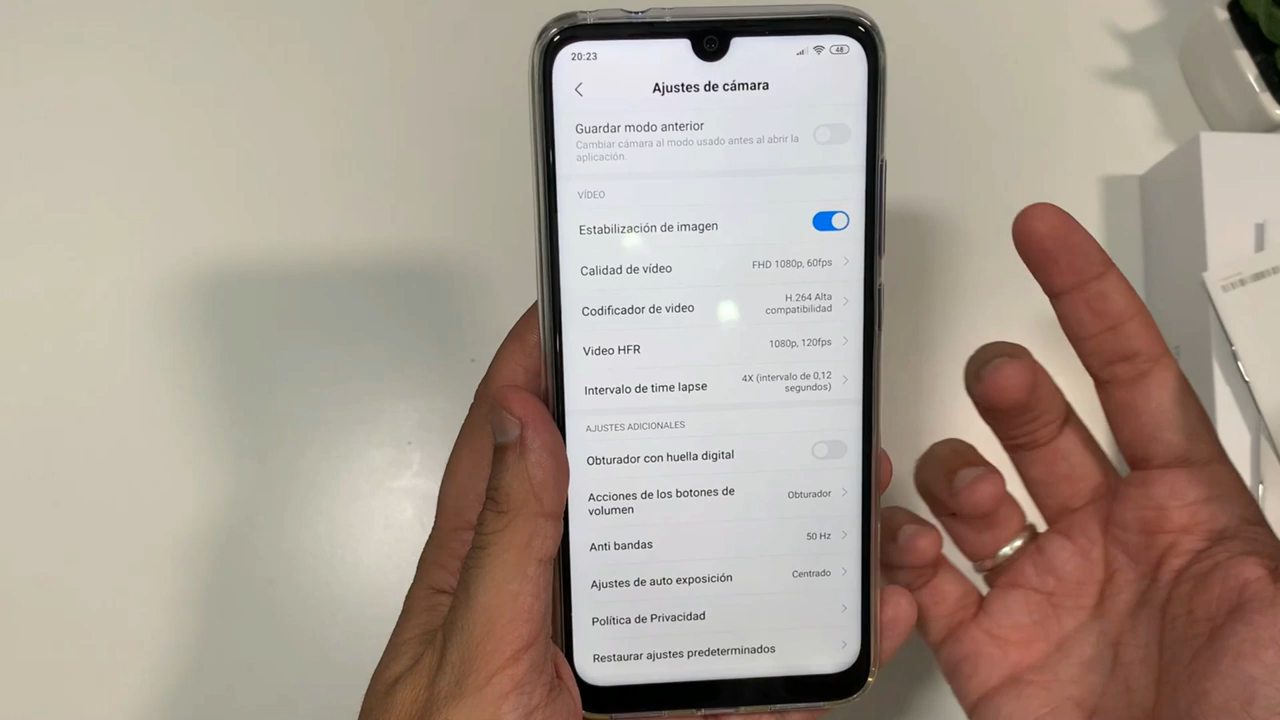 20:23
48
Ajustes de cámara
Guardar modo anterior
Cambiar cámara al modo usado antes al abrir la
aplicación.
VÍDEO
Estabilización de imagen
Calidad de vídeo
FHD 1080p, 60fps
Codificador de video
H.264 Alta
compatibilidad
Video HFR
1080p, 120fps
Intervalo de time lapse
4X (intervalo de 0,12
segundos)
AJUSTES ADICIONALES
Obturador con huella digital
Acciones de los botones de
volumen
Obturador
Anti bandas
50 Hz
Ajustes de auto exposición
Centrado
Política de Privacidad
Restaurar ajustes predeterminados